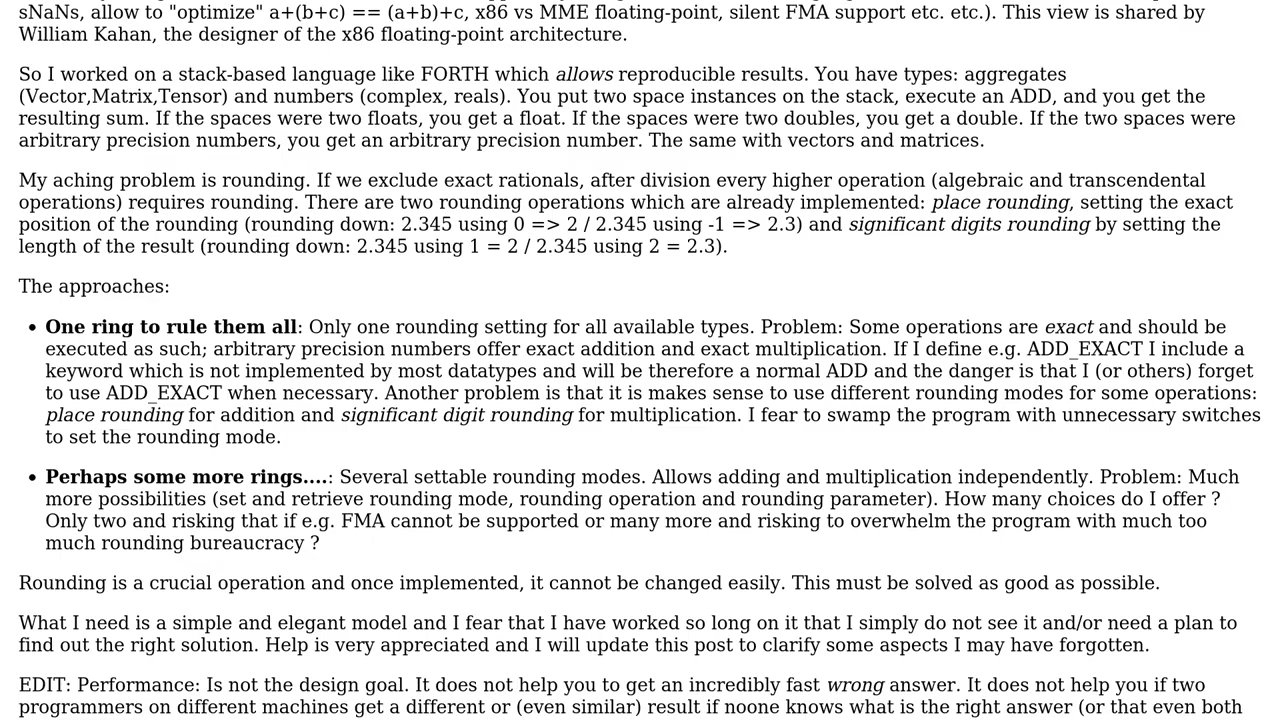 sNaNs, allow to "optimize" a+(b+c) == (a+b)+c, x86 vs MME floating-point, silent FMA support etc. etc.). This view is shared by
William Kahan, the designer of the x86 floating-point architecture.
So I worked on a stack-based language like FORTH which allows reproducible results. You have types: aggregates
(Vector,Matrix,Tensor) and numbers (complex, reals). You put two space instances on the stack, execute an ADD, and you get the
resulting sum. If the spaces were two floats, you get a float. If the spaces were two doubles, you get a double. If the two spaces were
arbitrary precision numbers, you get an arbitrary precision number. The same with vectors and matrices.
My aching problem is rounding. If we exclude exact rationals, after division every higher operation (algebraic and transcendental
operations) requires rounding. There are two rounding operations which are already implemented: place rounding, setting the exact
position of the rounding (rounding down: 2.345 using 0 => 2 / 2.345 using -1 => 2.3) and significant digits rounding by setting the
length of the result (rounding down: 2.345 using 1 = 2 / 2.345 using 2 = 2.3).
The approaches:
• One ring to rule them all: Only one rounding setting for all available types. Problem: Some operations are exact and should be
executed as such; arbitrary precision numbers offer exact addition and exact multiplication. If I define e.g. ADD_EXACT I include a
keyword which is not implemented by most datatypes and will be therefore a normal ADD and the danger is that I (or others) forget
to use ADD_EXACT when necessary. Another problem is that it is makes sense to use different rounding modes for some operations:
place rounding for addition and significant digit rounding for multiplication. I fear to swamp the program with unnecessary switches
to set the rounding mode.
• Perhaps some more rings....: Several settable rounding modes. Allows adding and multiplication independently. Problem: Much
more possibilities (set and retrieve rounding mode, rounding operation and rounding parameter). How many choices do I offer ?
Only two and risking that if e.g. FMA cannot be supported or many more and risking to overwhelm the program with much too
much rounding bureaucracy ?
Rounding is a crucial operation and once implemented, it cannot be changed easily. This must be solved as good as possible.
What I need is a simple and elegant model and I fear that I have worked so long on it that I simply do not see it and/or need a plan to
find out the right solution. Help is very appreciated and I will update this post to clarify some aspects I may have forgotten.
EDIT: Performance: Is not the design goal. It does not help you to get an incredibly fast wrong answer. It does not help you if two
programmers on different machines get a different or (even similar) result if noone knows what is the right answer (or that even both